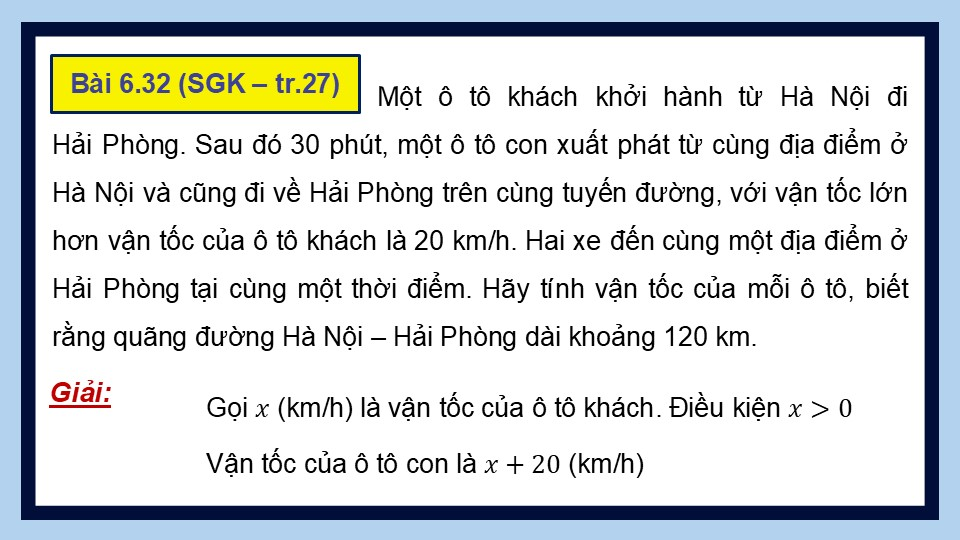 Bài 6.32 (SGK – tr.27)
Một ô tô khách khởi hành từ Hà Nội đi
Hải Phòng. Sau đó 30 phút, một ô tô con xuất phát từ cùng địa điểm ở
Hà Nội và cũng đi về Hải Phòng trên cùng tuyến đường, với vận tốc lớn
hơn vận tốc của ô tô khách là 20 km/h. Hai xe đến cùng một địa điểm ở
Hải Phòng tại cùng một thời điểm. Hãy tính vận tốc của mỗi ô tô, biết
rằng quãng đường Hà Nội – Hải Phòng dài khoảng 120 km.
Giải:
Gọi 𝑥 (km/h) là vận tốc của ô tô khách. Điều kiện 𝑥 > 0
Vận tốc của ô tô con là 𝑥 + 20 (km/h)